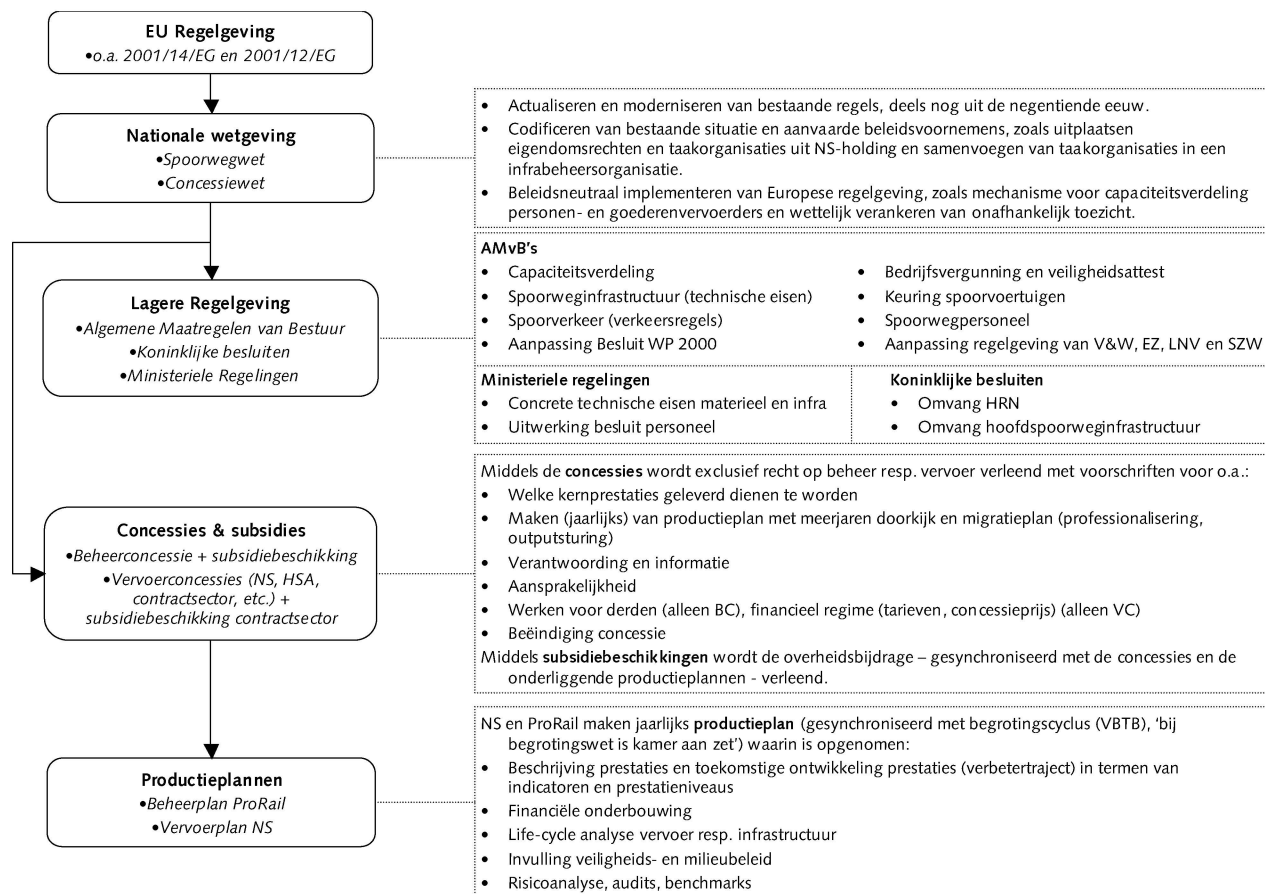 EU Regelgeving
•o.a. 2001/14/EG en 2001/12/EG
Nationale wetgeving
•Spoorwegwet
•Concessiewet
• Actualiseren en moderniseren van bestaande regels, deels nog uit de negentiende eeuw.
• Codificeren van bestaande situatie en aanvaarde beleidsvoornemens, zoals uitplaatsen
eigendomsrechten en taakorganisaties uit NS-holding en samenvoegen van taakorganisaties in een
infrabeheersorganisatie.
• Beleidsneutraal implementeren van Europese regelgeving, zoals mechanisme voor capaciteitsverdeling
personen- en goederenvervoerders en wettelijk verankeren van onafhankelijk toezicht.
Lagere Regelgeving
•Algemene Maatregelen van Bestuur
•Koninklijke besluiten
•Ministeriele Regelingen
AMvB's
• Capaciteitsverdeling
• Spoorweginfrastructuur (technische eisen)
• Spoorverkeer (verkeersregels)
• Aanpassing Besluit WP 2000
• Bedrijfsvergunning en veiligheidsattest
• Keuring spoorvoertuigen
• Spoorwegpersoneel
• Aanpassing regelgeving van V&W, EZ, LNV en SZW
Ministeriele regelingen
• Concrete technische eisen materieel en infra
• Uitwerking besluit personeel
Koninklijke besluiten
• Omvang HRN
• Omvang hoofdspoorweginfrastructuur
Concessies & subsidies
•Beheerconcessie + subsidiebeschikking
•Vervoerconcessies (NS, HSA,
contractsector, etc.) +
subsidiebeschikking contractsector
Middels de concessies wordt exclusief recht op beheer resp. vervoer verleend met voorschriften voor o.a.:
• Welke kernprestaties geleverd dienen te worden
• Maken (jaarlijks) van productieplan met meerjaren doorkijk en migratieplan (professionalisering,
outputsturing)
• Verantwoording en informatie
• Aansprakelijkheid
• Werken voor derden (alleen BC), financieel regime (tarieven, concessieprijs) (alleen VC)
• Beëindiging concessie
Middels subsidiebeschikkingen wordt de overheidsbijdrage – gesynchroniseerd met de concessies en de
onderliggende productieplannen - verleend.
Productieplannen
•Beheerplan ProRail
•Vervoerplan NS
NS en ProRail maken jaarlijks productieplan (gesynchroniseerd met begrotingscyclus (VBTB), ‘bij
begrotingswet is kamer aan zet’) waarin is opgenomen:
• Beschrijving prestaties en toekomstige ontwikkeling prestaties (verbetertraject) in termen van
indicatoren en prestatieniveaus
• Financiële onderbouwing
• Life-cycle analyse vervoer resp. infrastructuur
• Invulling veiligheids- en milieubeleid
• Risicoanalyse, audits, benchmarks